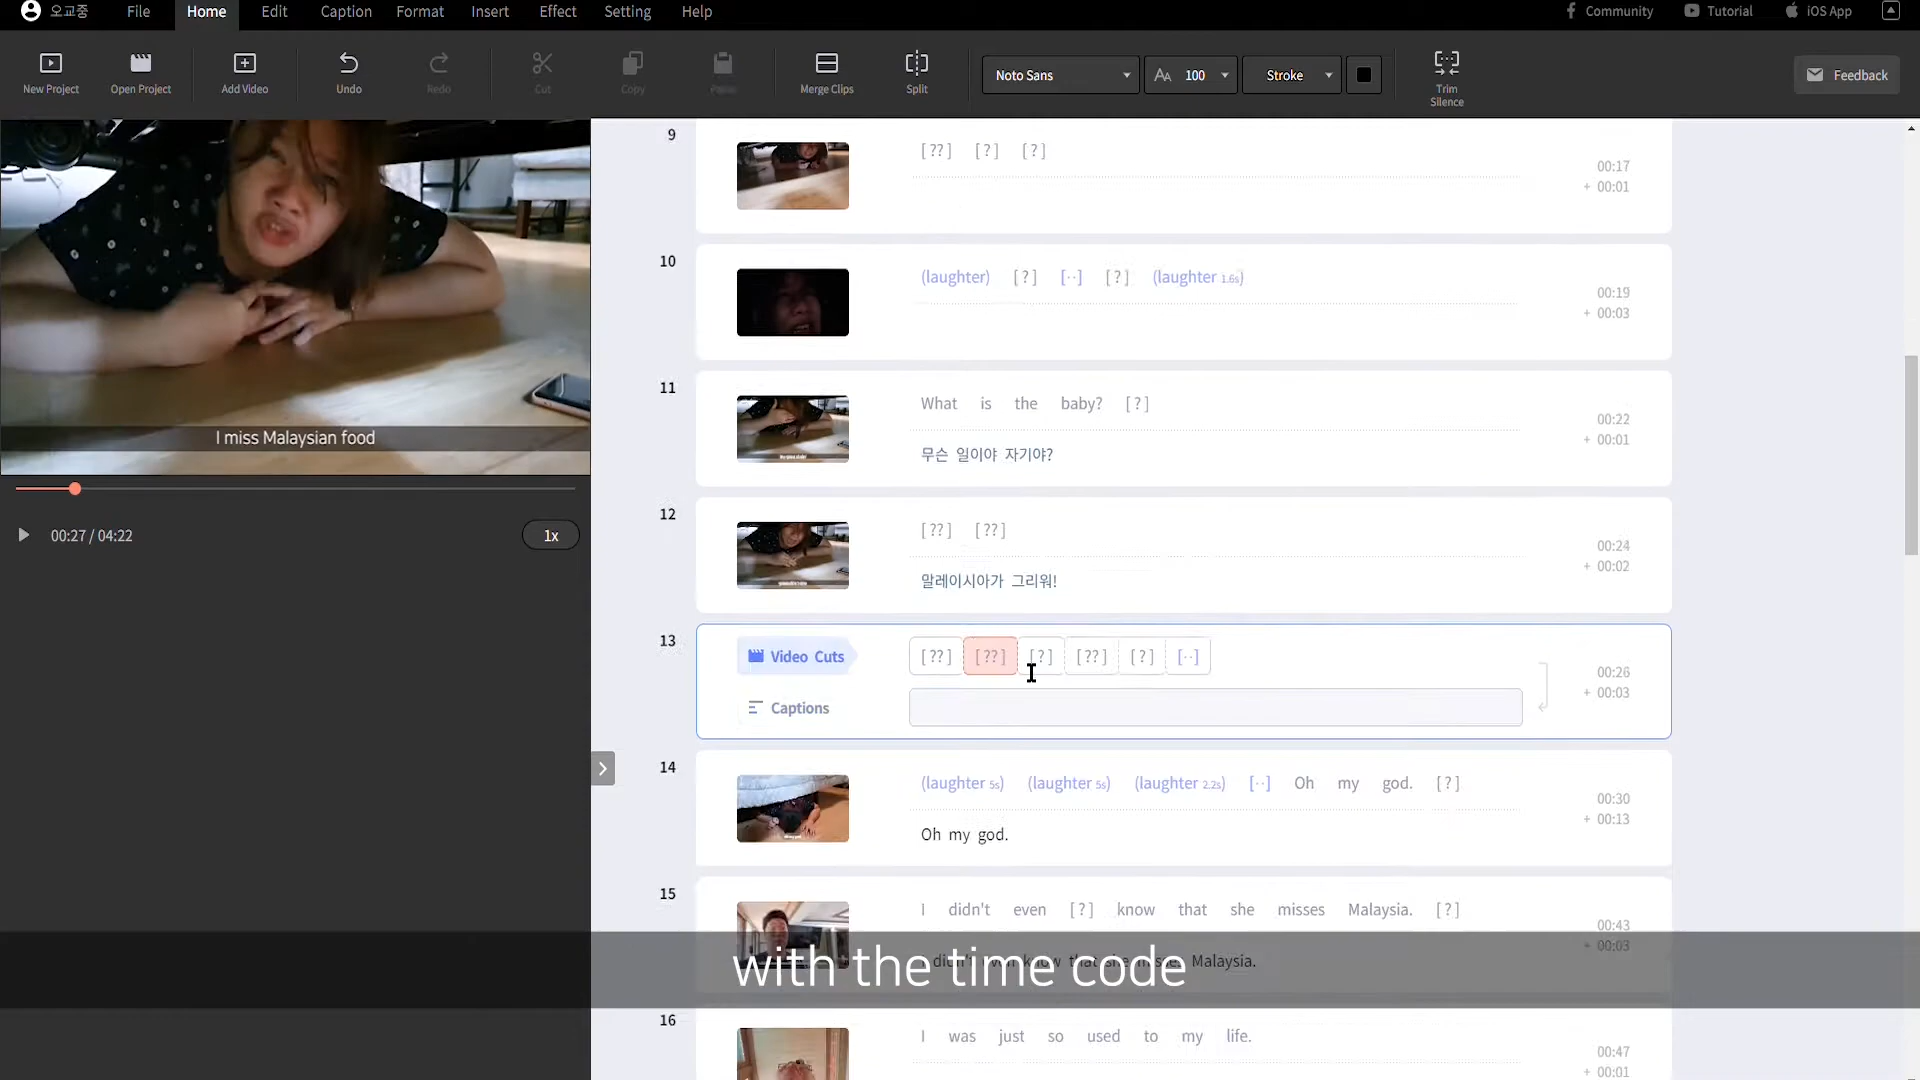 오교중 File Home Edit Caption Format Insert Effect Setting Help Community Tutorial iOS App
New Project Open Project Add Video Undo Redo Cut Copy Paste Merge Clips Split Noto Sans 100 Stroke Trim Silence Feedback
I miss Malaysian food
00:27 / 04:22 1x
9 [??] [?] [?] 00:17
+ 00:01
10 (laughter) [?] [··] [?] (laughter 1.6s) 00:19
+ 00:03
11 What is the baby? [?] 00:22
+ 00:01
무슨 일이야 자기야?
12 [??] [??] 00:24
+ 00:02
말레이시아가 그리워!
13 Video Cuts [??] [??] [?] [??] [?] [··] 00:26
+ 00:03
Captions
14 (laughter 5s) (laughter 5s) (laughter 2.2s) [··] Oh my god. [?] 00:30
+ 00:13
Oh my god.
15 I didn't even [?] know that she misses Malaysia. [?] 00:43
+ 00:03
I didn't even know that she misses Malaysia.
with the time code
16 I was just so used to my life. 00:47
+ 00:01